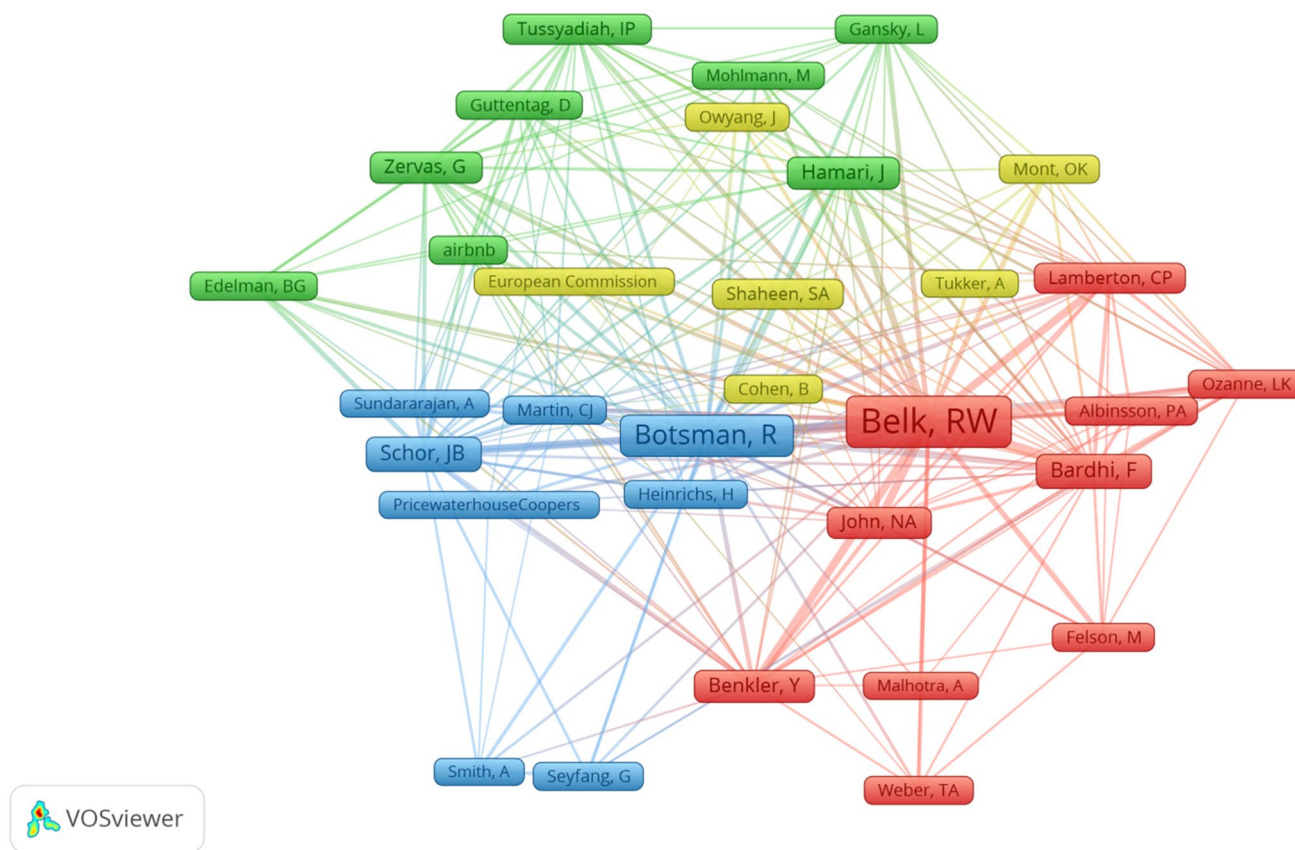 Tussyadiah, IP
Gansky, L
Mohlmann, M
Guttentag, D
Owyang, J
Zervas, G
Hamari, J
Mont, OK
airbnb
Edelman, BG
European Commission
Shaheen, SA
Tukker, A
Lamberton, CP
Cohen, B
Ozanne, LK
Sundararajan, A
Martin, CJ
Belk, RW
Albinsson, PA
Botsman, R
Schor, JB
Bardhi, F
PricewaterhouseCoopers
Heinrichs, H
John, NA
Felson, M
Benkler, Y
Malhotra, A
Smith, A
Seyfang, G
Weber, TA
VOSviewer